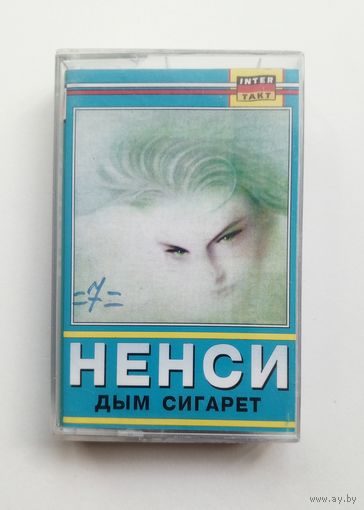 INTER
TAKT
=7=
НЕНСИ
ДЫМ СИГАРЕТ
www.ay.by